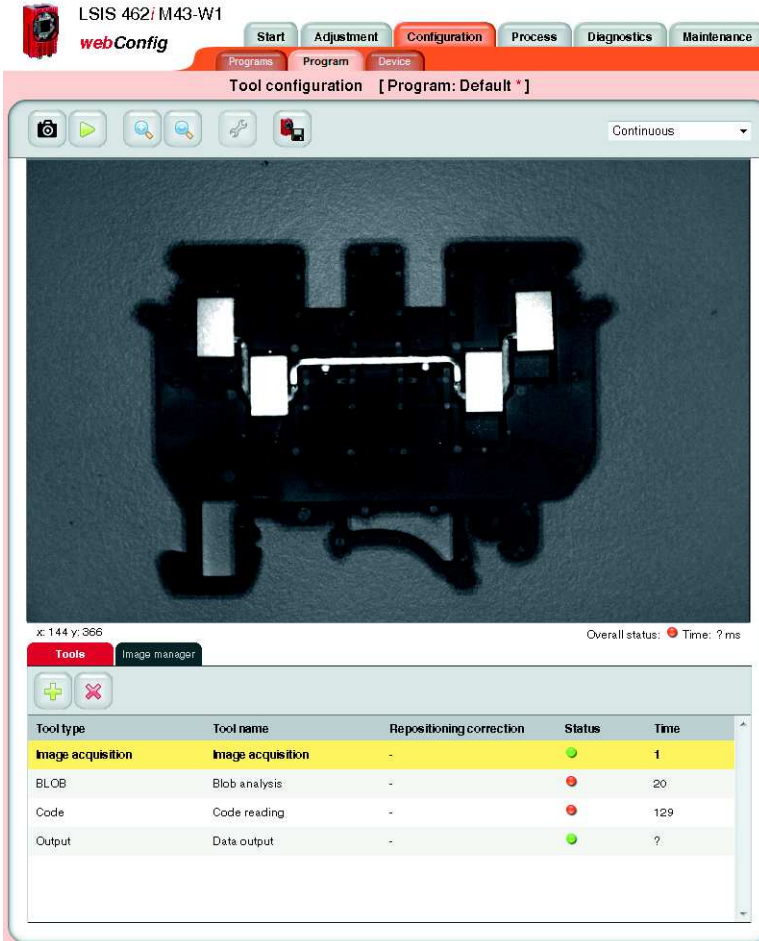 LSIS 462i M43-W1
webConfig
Start Adjustment Configuration Process Diagnostics Maintenance
Programs Program Device
Tool configuration [ Program: Default * ]
Continuous
x: 144 y: 366
Overall status: Time: ? ms
Tools Image manager
Tool type Tool name Repositioning correction Status Time
Image acquisition Image acquisition - 1
BLOB Blob analysis - 20
Code Code reading - 129
Output Data output - ?